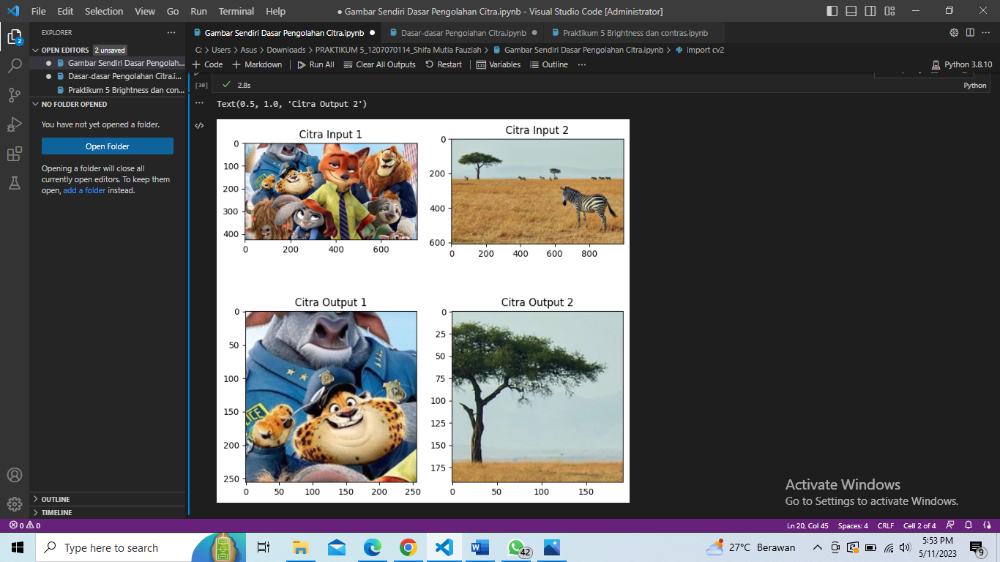 File Edit Selection View Go Run Terminal Help
● Gambar Sendiri Dasar Pengolahan Citra.ipynb - Visual Studio Code [Administrator]
EXPLORER ···
Gambar Sendiri Dasar Pengolahan Citra.ipynb ● Dasar-dasar Pengolahan Citra.ipynb ● Praktikum 5 Brightness dan contras.ipynb
OPEN EDITORS 2 unsaved
C: > Users > Asus > Downloads > PRAKTIKUM 5_1207070114_Shifa Mutia Fauziah > Gambar Sendiri Dasar Pengolahan Citra.ipynb > import cv2
Gambar Sendiri Dasar Pengolah...
Dasar-dasar Pengolahan Citra.i...
Praktikum 5 Brightness dan con...
+ Code + Markdown Run All Clear All Outputs Restart Variables Outline ···
Python 3.8.10
[30] 2.8s Python
NO FOLDER OPENED
You have not yet opened a folder.
Open Folder
Opening a folder will close all
currently open editors. To keep them
open, add a folder instead.
2
Text(0.5, 1.0, 'Citra Output 2')
Citra Input 1
0
100
200
300
400
0 200 400 600
Citra Input 2
0
200
400
600
0 200 400 600 800
Citra Output 1
0
50
100
150
200
250
0 50 100 150 200 250
POLICE
Citra Output 2
0
25
50
75
100
125
150
175
0 50 100 150
Activate Windows
Go to Settings to activate Windows.
OUTLINE
TIMELINE
0 0
Ln 20, Col 45 Spaces: 4 CRLF Cell 2 of 4
Type here to search
42
27°C Berawan
5:53 PM
5/11/2023
9